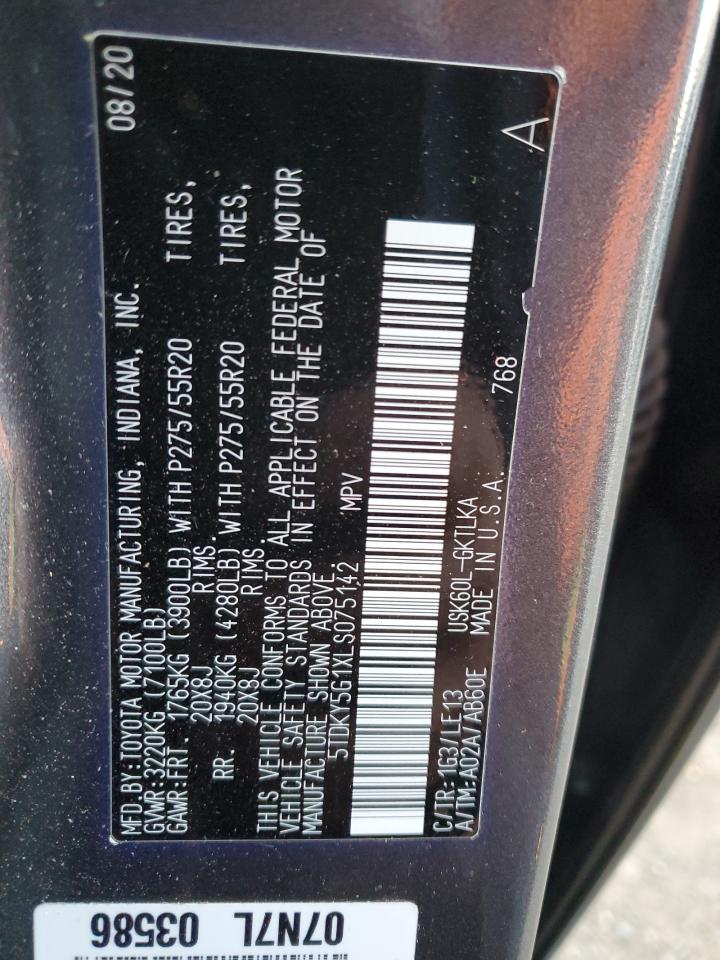 MFD. BY:TOYOTA MOTOR MANUFACTURING, INDIANA, INC. 08/20
GVWR:3220KG (7100LB)
GAWR:FRT. 1765KG (3900LB) WITH P275/55R20 TIRES,
20X8J RIMS.
RR. 1940KG (4280LB) WITH P275/55R20 TIRES,
20X8J RIMS.
THIS VEHICLE CONFORMS TO ALL APPLICABLE FEDERAL MOTOR
VEHICLE SAFETY STANDARDS IN EFFECT ON THE DATE OF
MANUFACTURE SHOWN ABOVE.
5TDKY5G1XLS075142 MPV
C/TR:1G3/LE13 USK60L-GKTLKA 768
A/TM:A02A/AB60E MADE IN U.S.A. A
07N7L
03586